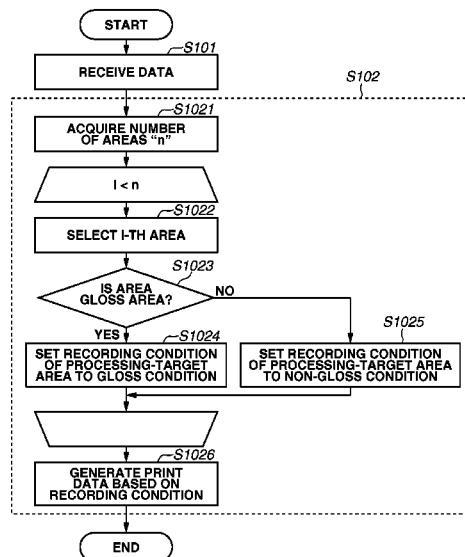 START
S101
RECEIVE DATA
S102
S1021
ACQUIRE NUMBER
OF AREAS "n"
I < n
S1022
SELECT I-TH AREA
S1023
IS AREA
GLOSS AREA?
NO
YES
S1024
SET RECORDING CONDITION
OF PROCESSING-TARGET
AREA TO GLOSS CONDITION
S1025
SET RECORDING CONDITION
OF PROCESSING-TARGET AREA
TO NON-GLOSS CONDITION
S1026
GENERATE PRINT
DATA BASED ON
RECORDING CONDITION
END